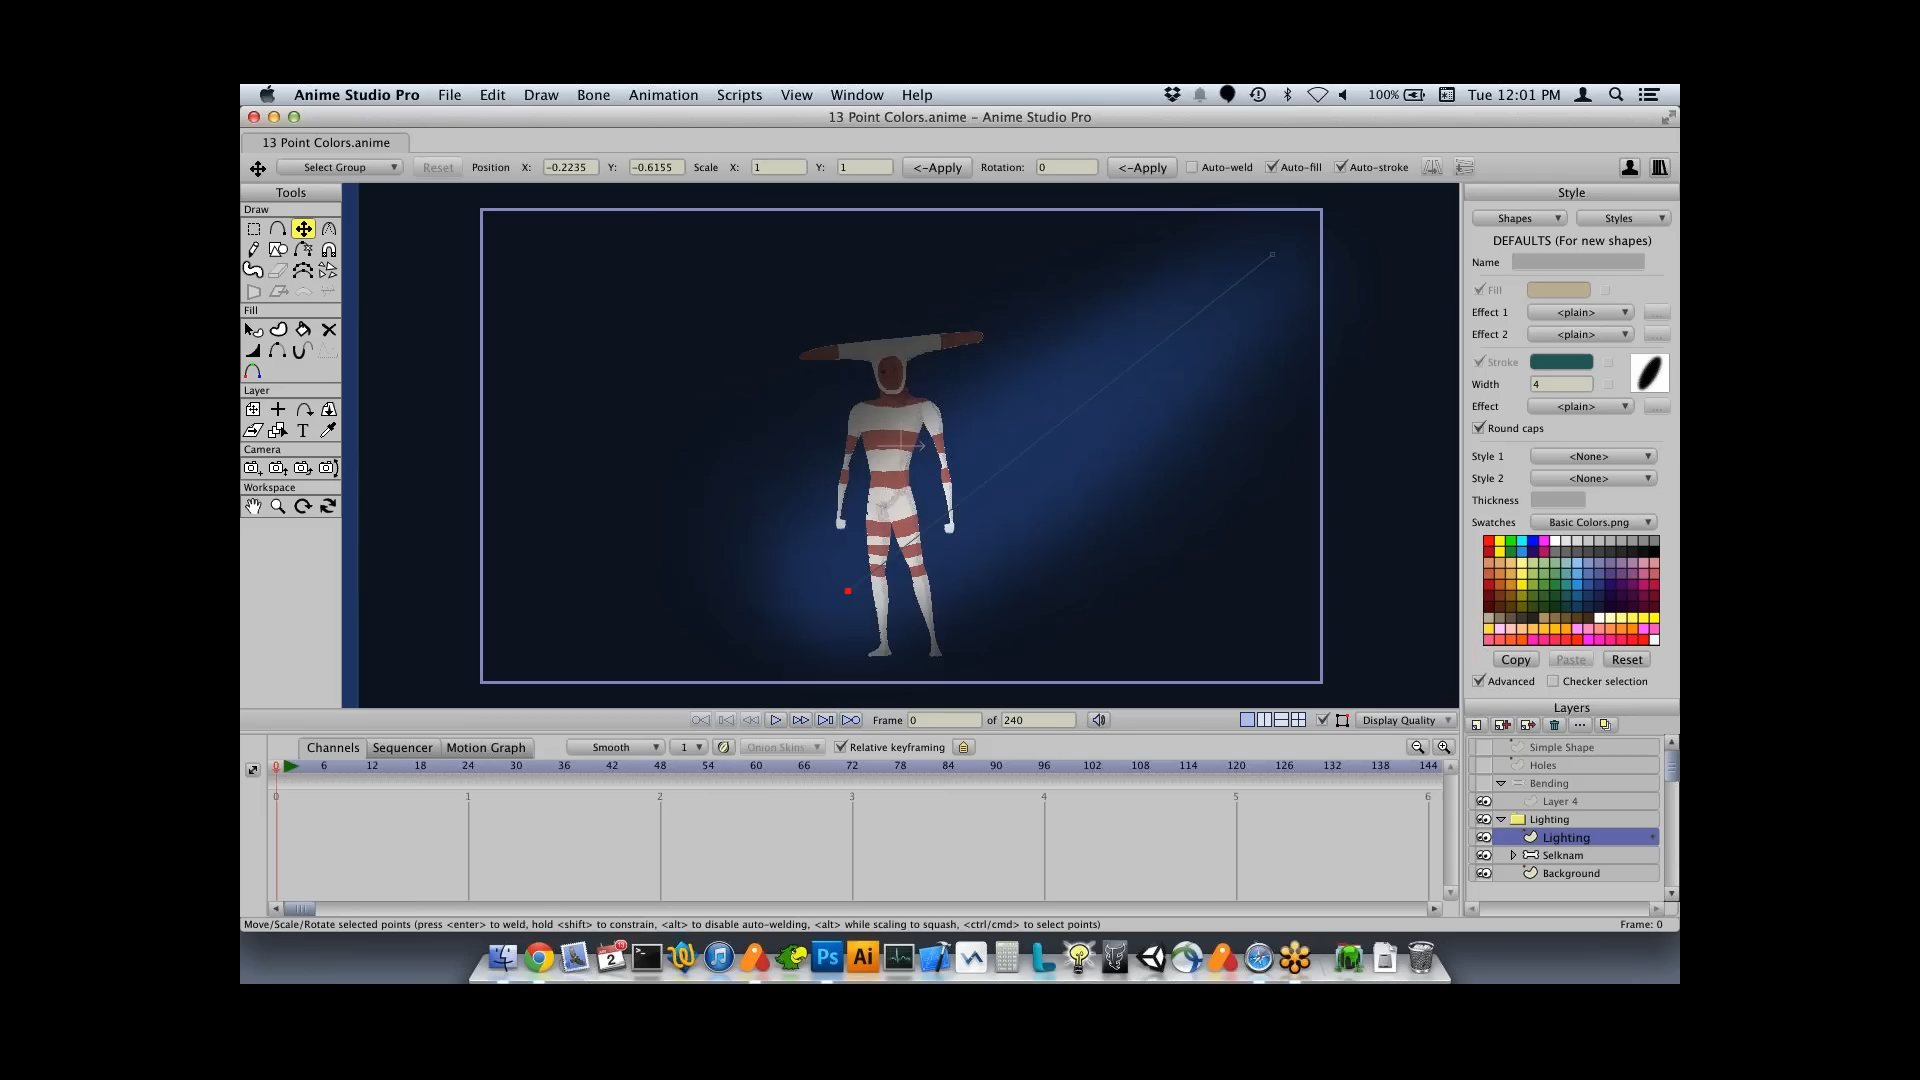 Anime Studio Pro File Edit Draw Bone Animation Scripts View Window Help 100% Tue 12:01 PM
13 Point Colors.anime – Anime Studio Pro
13 Point Colors.anime
Select Group Reset Position X: -0.2235 Y: -0.6155 Scale X: 1 Y: 1 <-Apply Rotation: 0 <-Apply Auto-weld Auto-fill Auto-stroke
Tools
Draw
Fill
Layer
T
Camera
Workspace
Style
Shapes Styles
DEFAULTS (For new shapes)
Name
Fill
Effect 1 <plain> ...
Effect 2 <plain> ...
Stroke
Width 4
Effect <plain> ...
Round caps
Style 1 <None>
Style 2 <None>
Thickness
Swatches Basic Colors.png
Copy Paste Reset
Advanced Checker selection
Layers
Simple Shape
Holes
Bending
Layer 4
Lighting
Lighting
Selknam
Background
Frame 0 of 240 Display Quality
Channels Sequencer Motion Graph Smooth 1 Onion Skins Relative keyframing
0 6 12 18 24 30 36 42 48 54 60 66 72 78 84 90 96 102 108 114 120 126 132 138 144
0 1 2 3 4 5 6
Move/Scale/Rotate selected points (press <enter> to weld, hold <shift> to constrain, <alt> to disable auto-welding, <alt> while scaling to squash, <ctrl/cmd> to select points) Frame: 0
2 Ps Ai